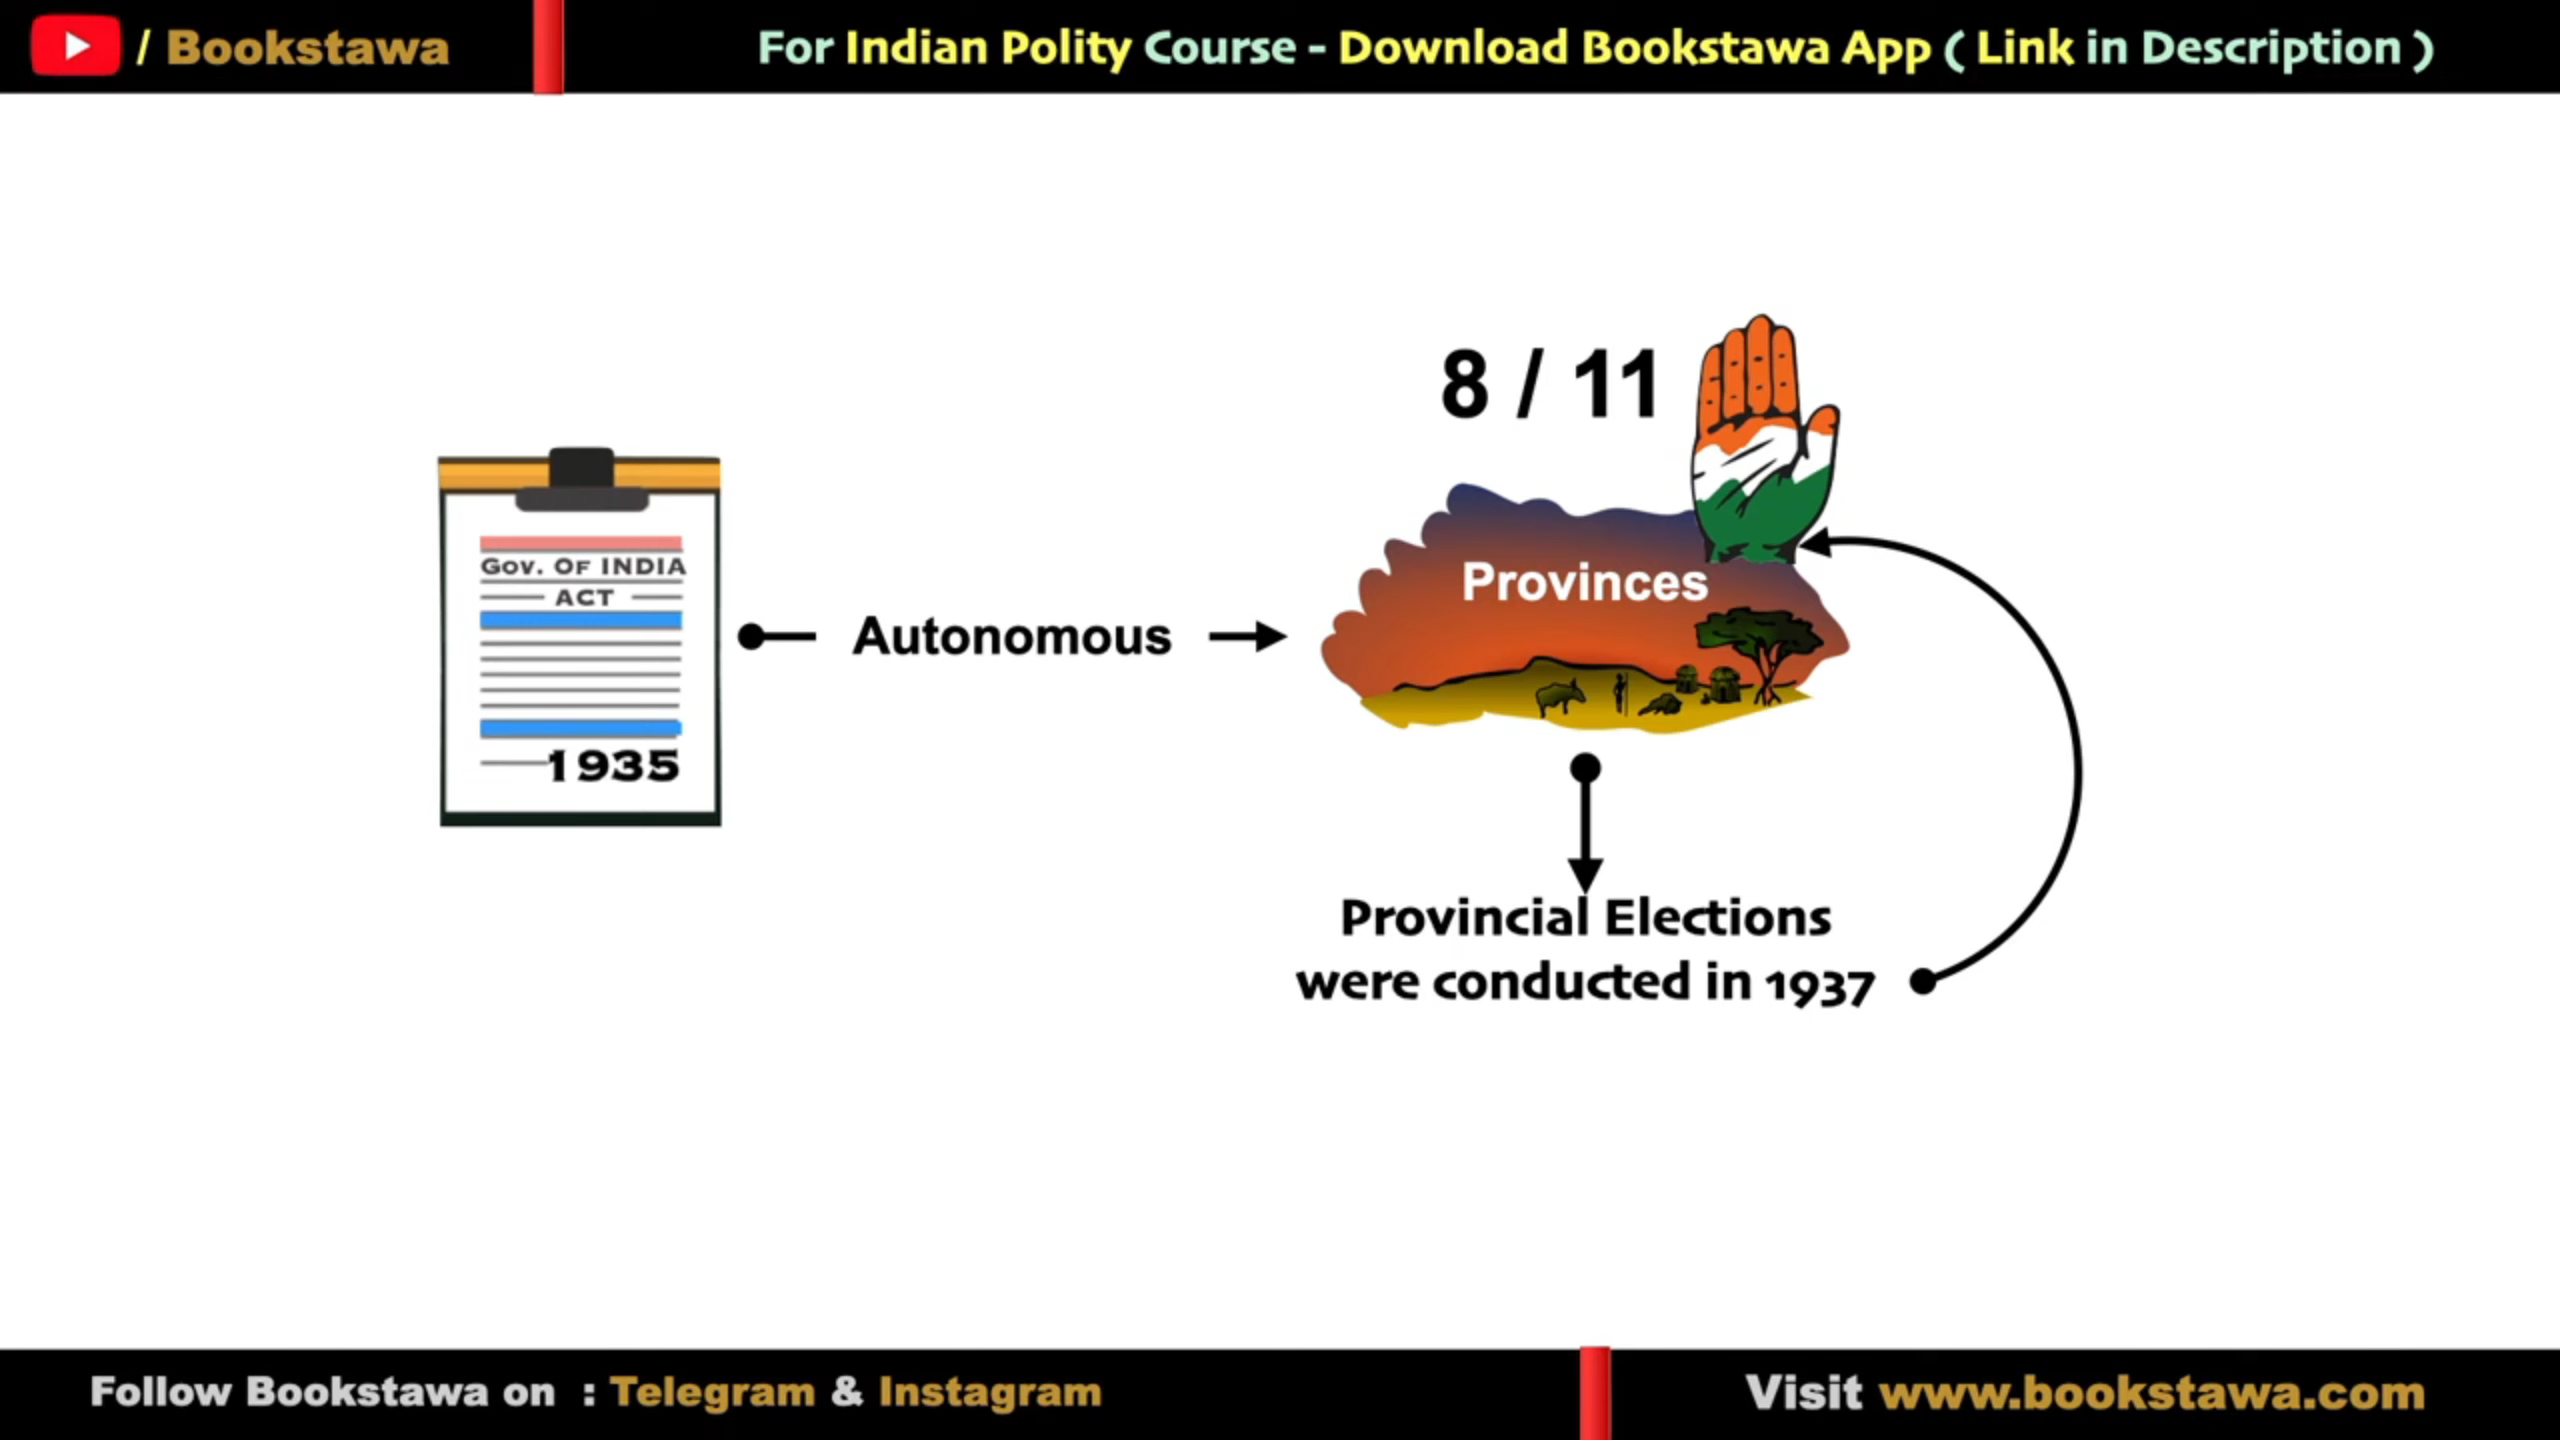 / Bookstawa
For Indian Polity Course - Download Bookstawa App ( Link in Description )
8 / 11
Gov. Of INDIA
ACT
1935
Autonomous
Provinces
Provincial Elections
were conducted in 1937
Follow Bookstawa on : Telegram & Instagram
Visit www.bookstawa.com